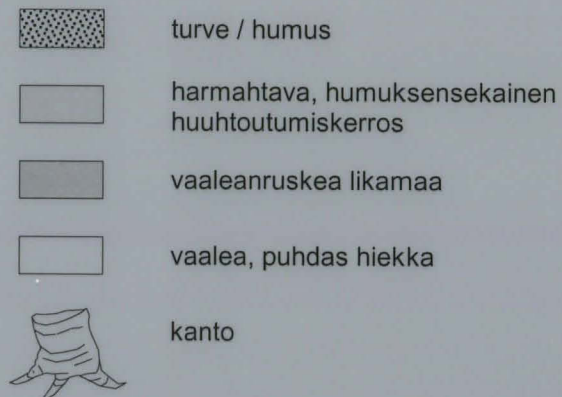 turve / humus
harmahtava, humuksensekainen
huuhtoutumiskerros
vaaleanruskea likamaa
vaalea, puhdas hiekka
kanto